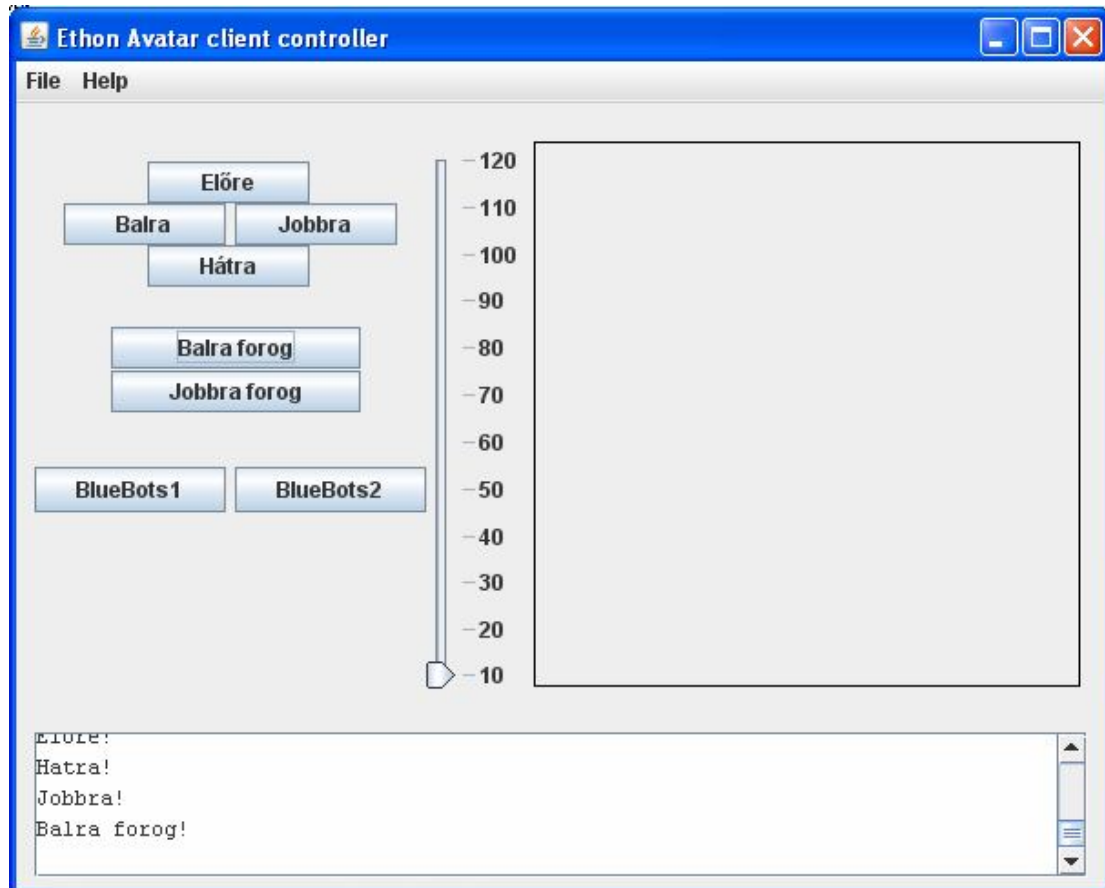 Ethon Avatar client controller
File Help
Előre
Balra Jobbra
Hátra
Balra forog
Jobbra forog
BlueBots1 BlueBots2
120
110
100
90
80
70
60
50
40
30
20
10
Elore!
Hatra!
Jobbra!
Balra forog!